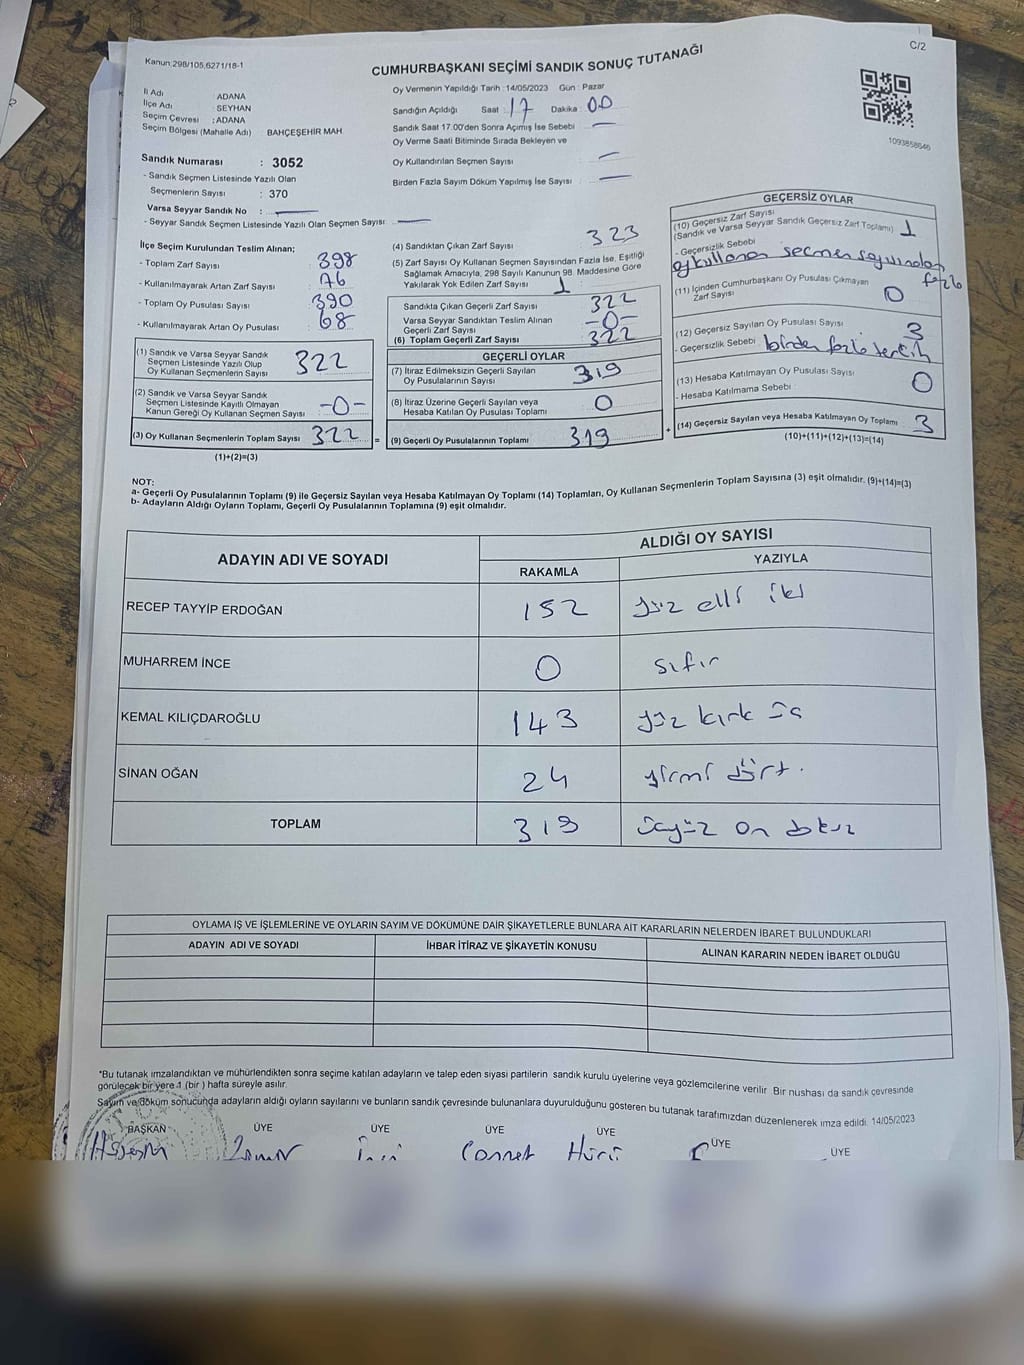 Kanun:298/105,6271/18-1
C/2
CUMHURBAŞKANI SEÇİMİ SANDIK SONUÇ TUTANAĞI
İl Adı : ADANA
İlçe Adı : SEYHAN
Seçim Çevresi : ADANA
Seçim Bölgesi (Mahalle Adı) BAHÇEŞEHİR MAH.
Sandık Numarası : 3052
- Sandık Seçmen Listesinde Yazılı Olan
Seçmenlerin Sayısı : 370
Varsa Seyyar Sandık No :
- Seyyar Sandık Seçmen Listesinde Yazılı Olan Seçmen Sayısı:
Oy Vermenin Yapıldığı Tarih :14/05/2023 Gün : Pazar
Sandığın Açıldığı Saat : 17 Dakika : 00
Sandık Saat 17.00'den Sonra Açımış İse Sebebi
Oy Verme Saati Bitiminde Sırada Bekleyen ve
Oy Kullandırılan Seçmen Sayısı
Birden Fazla Sayım Döküm Yapılmış İse Sayısı :
1093858646
İlçe Seçim Kurulundan Teslim Alınan;
- Toplam Zarf Sayısı : 398
- Kullanılmayarak Artan Zarf Sayısı : 76
- Toplam Oy Pusulası Sayısı : 390
- Kullanılmayarak Artan Oy Pusulası : 68
(1) Sandık ve Varsa Seyyar Sandık
Seçmen Listesinde Yazılı Olup
Oy Kullanan Seçmenlerin Sayısı 322
(2) Sandık ve Varsa Seyyar Sandık
Seçmen Listesinde Kayıtlı Olmayan
Kanun Gereği Oy Kullanan Seçmen Sayısı -0-
(3) Oy Kullanan Seçmenlerin Toplam Sayısı 322
(1)+(2)=(3)
(4) Sandıktan Çıkan Zarf Sayısı : 323
(5) Zarf Sayısı Oy Kullanan Seçmen Sayısından Fazla İse, Eşitliği
Sağlamak Amacıyla, 298 Sayılı Kanunun 98. Maddesine Göre
Yakılarak Yok Edilen Zarf Sayısı : 1
Sandıkta Çıkan Geçerli Zarf Sayısı : 322
Varsa Seyyar Sandıktan Teslim Alınan
Geçerli Zarf Sayısı -0-
(6) Toplam Geçerli Zarf Sayısı : 322
GEÇERLİ OYLAR
(7) İtiraz Edilmeksizin Geçerli Sayılan
Oy Pusulalarının Sayısı 319
(8) İtiraz Üzerine Geçerli Sayılan veya
Hesaba Katılan Oy Pusulası Toplamı 0
= (9) Geçerli Oy Pusulalarının Toplamı 319
GEÇERSİZ OYLAR
(10) Geçersiz Zarf Sayısı
(Sandık ve Varsa Seyyar Sandık Geçersiz Zarf Toplamı) 1
- Geçersizlik Sebebi
oy kullanan seçmen sayısından fazla
(11) İçinden Cumhurbaşkanı Oy Pusulası Çıkmayan
Zarf Sayısı 0
(12) Geçersiz Sayılan Oy Pusulası Sayısı 3
- Geçersizlik Sebebi : birden fazla tercih
(13) Hesaba Katılmayan Oy Pusulası Sayısı 0
- Hesaba Katılmama Sebebi :
+ (14) Geçersiz Sayılan veya Hesaba Katılmayan Oy Toplamı 3
(10)+(11)+(12)+(13)=(14)
NOT:
a- Geçerli Oy Pusulalarının Toplamı (9) ile Geçersiz Sayılan veya Hesaba Katılmayan Oy Toplamı (14) Toplamları, Oy Kullanan Seçmenlerin Toplam Sayısına (3) eşit olmalıdır. (9)+(14)=(3)
b- Adayların Aldığı Oyların Toplamı, Geçerli Oy Pusulalarının Toplamına (9) eşit olmalıdır.
ADAYIN ADI VE SOYADI ALDIĞI OY SAYISI
RAKAMLA YAZIYLA
RECEP TAYYİP ERDOĞAN 152 yüz elli iki
MUHARREM İNCE 0 sıfır
KEMAL KILIÇDAROĞLU 143 yüz kırk üç
SİNAN OĞAN 24 yirmi dört.
TOPLAM 319 üçyüz on dokuz
OYLAMA İŞ VE İŞLEMLERİNE VE OYLARIN SAYIM VE DÖKÜMÜNE DAİR ŞİKAYETLERLE BUNLARA AİT KARARLARIN NELERDEN İBARET BULUNDUKLARI
ADAYIN ADI VE SOYADI İHBAR İTİRAZ VE ŞİKAYETİN KONUSU ALINAN KARARIN NEDEN İBARET OLDUĞU
*Bu tutanak imzalandıktan ve mühürlendikten sonra seçime katılan adayların ve talep eden siyasi partilerin sandık kurulu üyelerine veya gözlemcilerine verilir. Bir nushası da sandık çevresinde
görülecek bir yere 1 (bir ) hafta süreyle asılır.
Sayım ve döküm sonucunda adayların aldığı oyların sayılarını ve bunların sandık çevresinde bulunanlara duyurulduğunu gösteren bu tutanak tarafımızdan düzenlenerek imza edildi. 14/05/2023
BAŞKAN ÜYE ÜYE ÜYE ÜYE ÜYE ÜYE